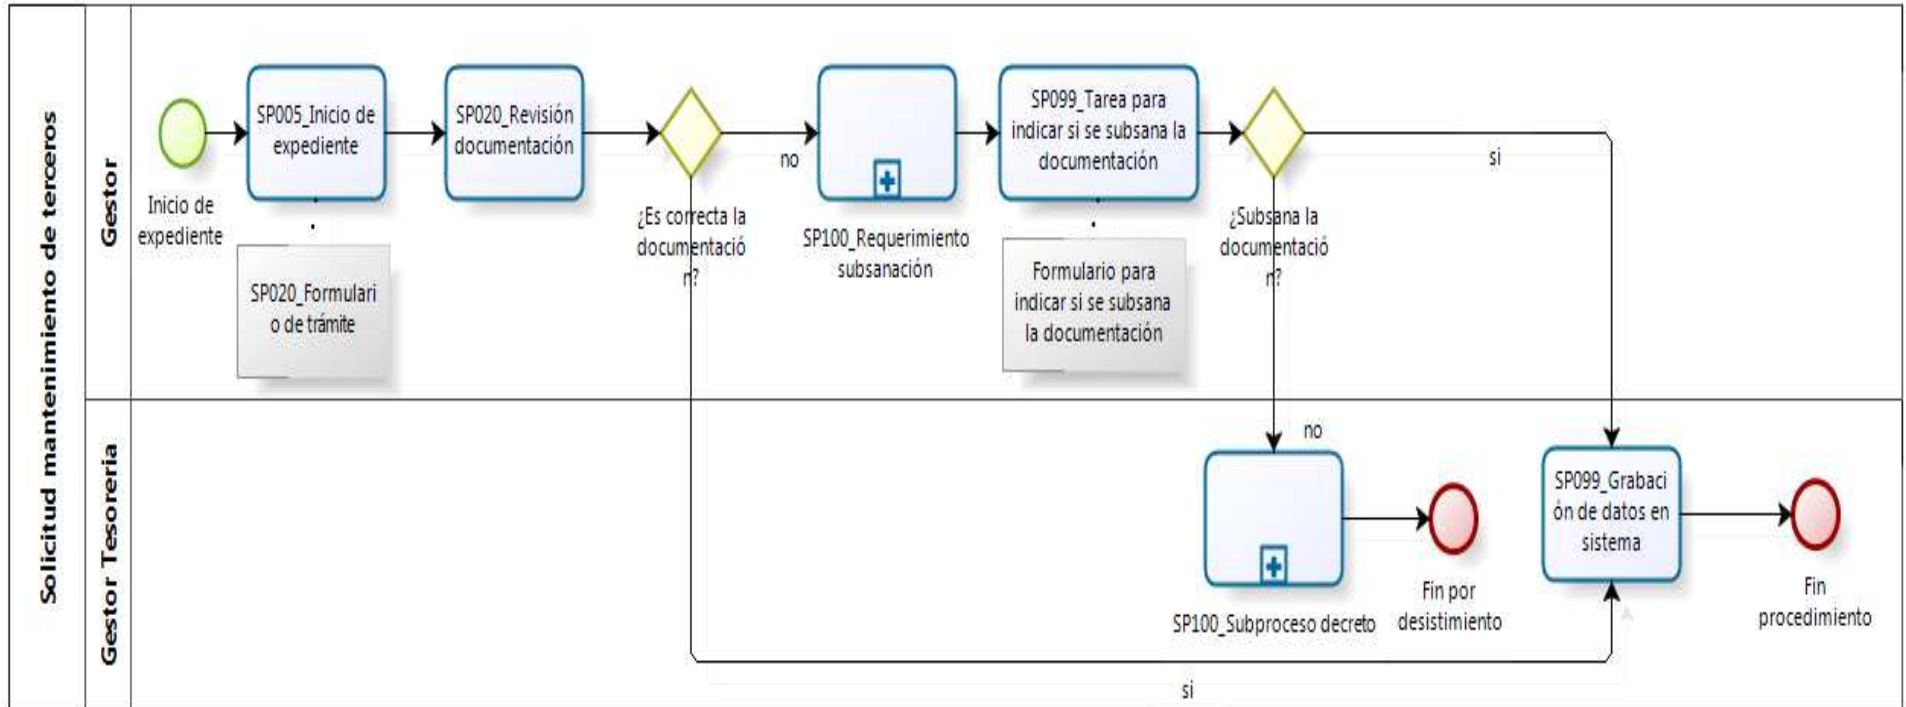 Solicitud mantenimiento de terceros
Gestor
Inicio de
expediente
SP005_Inicio de
expediente
SP020_Formulari
o de trámite
SP020_Revisión
documentación
¿Es correcta la
documentació
n?
no
SP100_Requerimiento
subsanación
SP099_Tarea para
indicar si se subsana la
documentación
Formulario para
indicar si se subsana
la documentación
¿Subsana la
documentació
n?
si
Gestor Tesoreria
no
SP100_Subproceso decreto
Fin por
desistimiento
SP099_Grabaci
ón de datos en
sistema
Fin
procedimiento
si